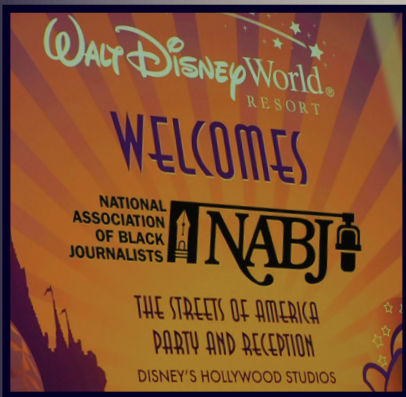 WALT DISNEY World®
RESORT
WELCOMES
NATIONAL
ASSOCIATION
OF BLACK
JOURNALISTS
NABJ
THE STREETS OF AMERICA
PARTY AND RECEPTION
DISNEY'S HOLLYWOOD STUDIOS